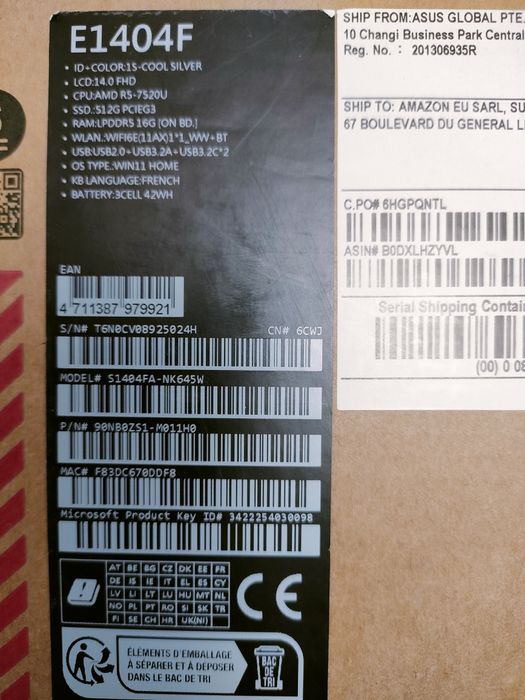 E1404F
• ID+COLOR:1S-COOL SILVER
• LCD:14.0 FHD
• CPU:AMD R5-7520U
• SSD.:512G PCIEG3
• RAM:LPDDR5 16G [ON BD.]
• WLAN.:WIFI6E(11AX)1*1_WW+BT
• USB:USB2.0+USB3.2A+USB3.2C*2
• OS TYPE.:WIN11 HOME
• KB LANGUAGE:FRENCH
• BATTERY:3CELL 42WH
EAN
4 711387 979921
S/N# T6N0CV08925024H CN# 6CWJ
MODEL# S1404FA-NK645W
P/N# 90NB0ZS1-M011H0
MAC# F83DC670DDF8
Microsoft Product Key ID# 3422254030098
AT BE BG CZ DK EE FR
DE IS IE IT EL ES CY
LV LI LT LU HU MT NL
NO PL PT RO SI SK TR
FI SE CH HR UK(NI)
CE
ÉLÉMENTS D'EMBALLAGE
À SÉPARER ET À DÉPOSER
DANS LE BAC DE TRI
BAC
DE
TRI
SHIP FROM:ASUS GLOBAL PTE.
10 Changi Business Park Central
Reg. No. : 201306935R
SHIP TO: AMAZON EU SARL, SU
67 BOULEVARD DU GENERAL L
C.PO# 6HGPQNTL
ASIN# B0DXLHZYVL
Serial Shipping Contai
(00) 0 08